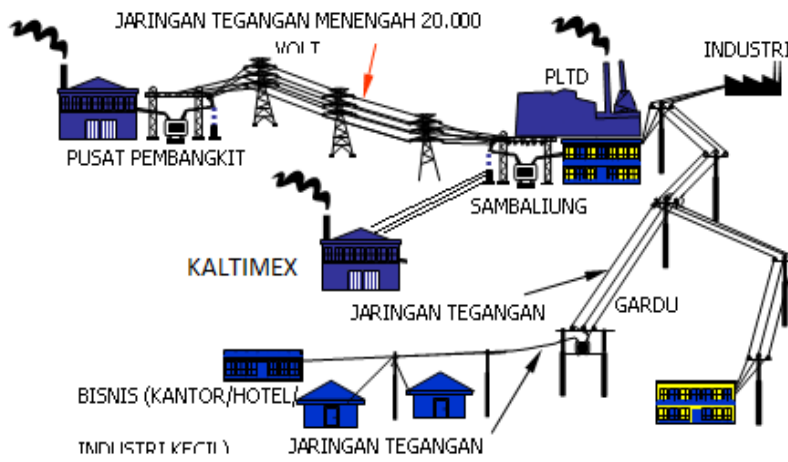 JARINGAN TEGANGAN MENENGAH 20.000
VOLT
PLTD
INDUSTRI
PUSAT PEMBANGKIT
SAMBALIUNG
KALTIMEX
JARINGAN TEGANGAN
GARDU
BISNIS (KANTOR/HOTEL/
INDUSTRI KECIL)
JARINGAN TEGANGAN